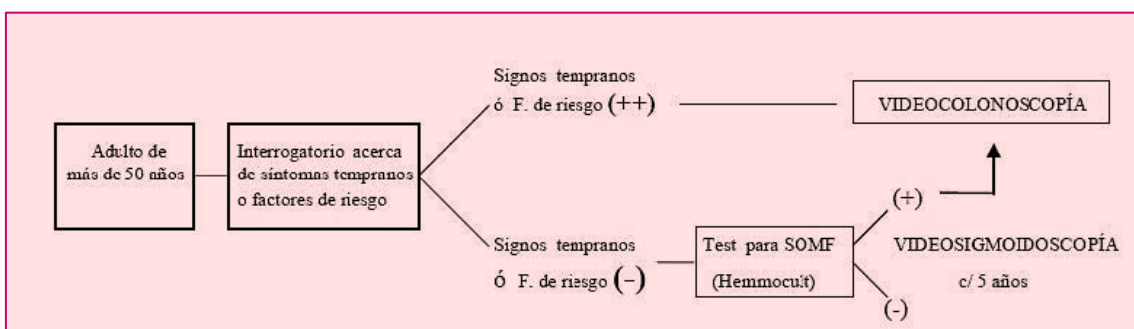 Adulto de
más de 50 años
Interrogatorio acerca
de síntomas tempranos
o factores de riesgo
Signos tempranos
ó F. de riesgo (++)
VIDEOCOLONOSCOPÍA
Signos tempranos
Ó F. de riesgo (-)
Test para SOMF
(Hemmocult)
(+)
VIDEOSIGMOIDOSCOPÍA
c/ 5 años
(-)